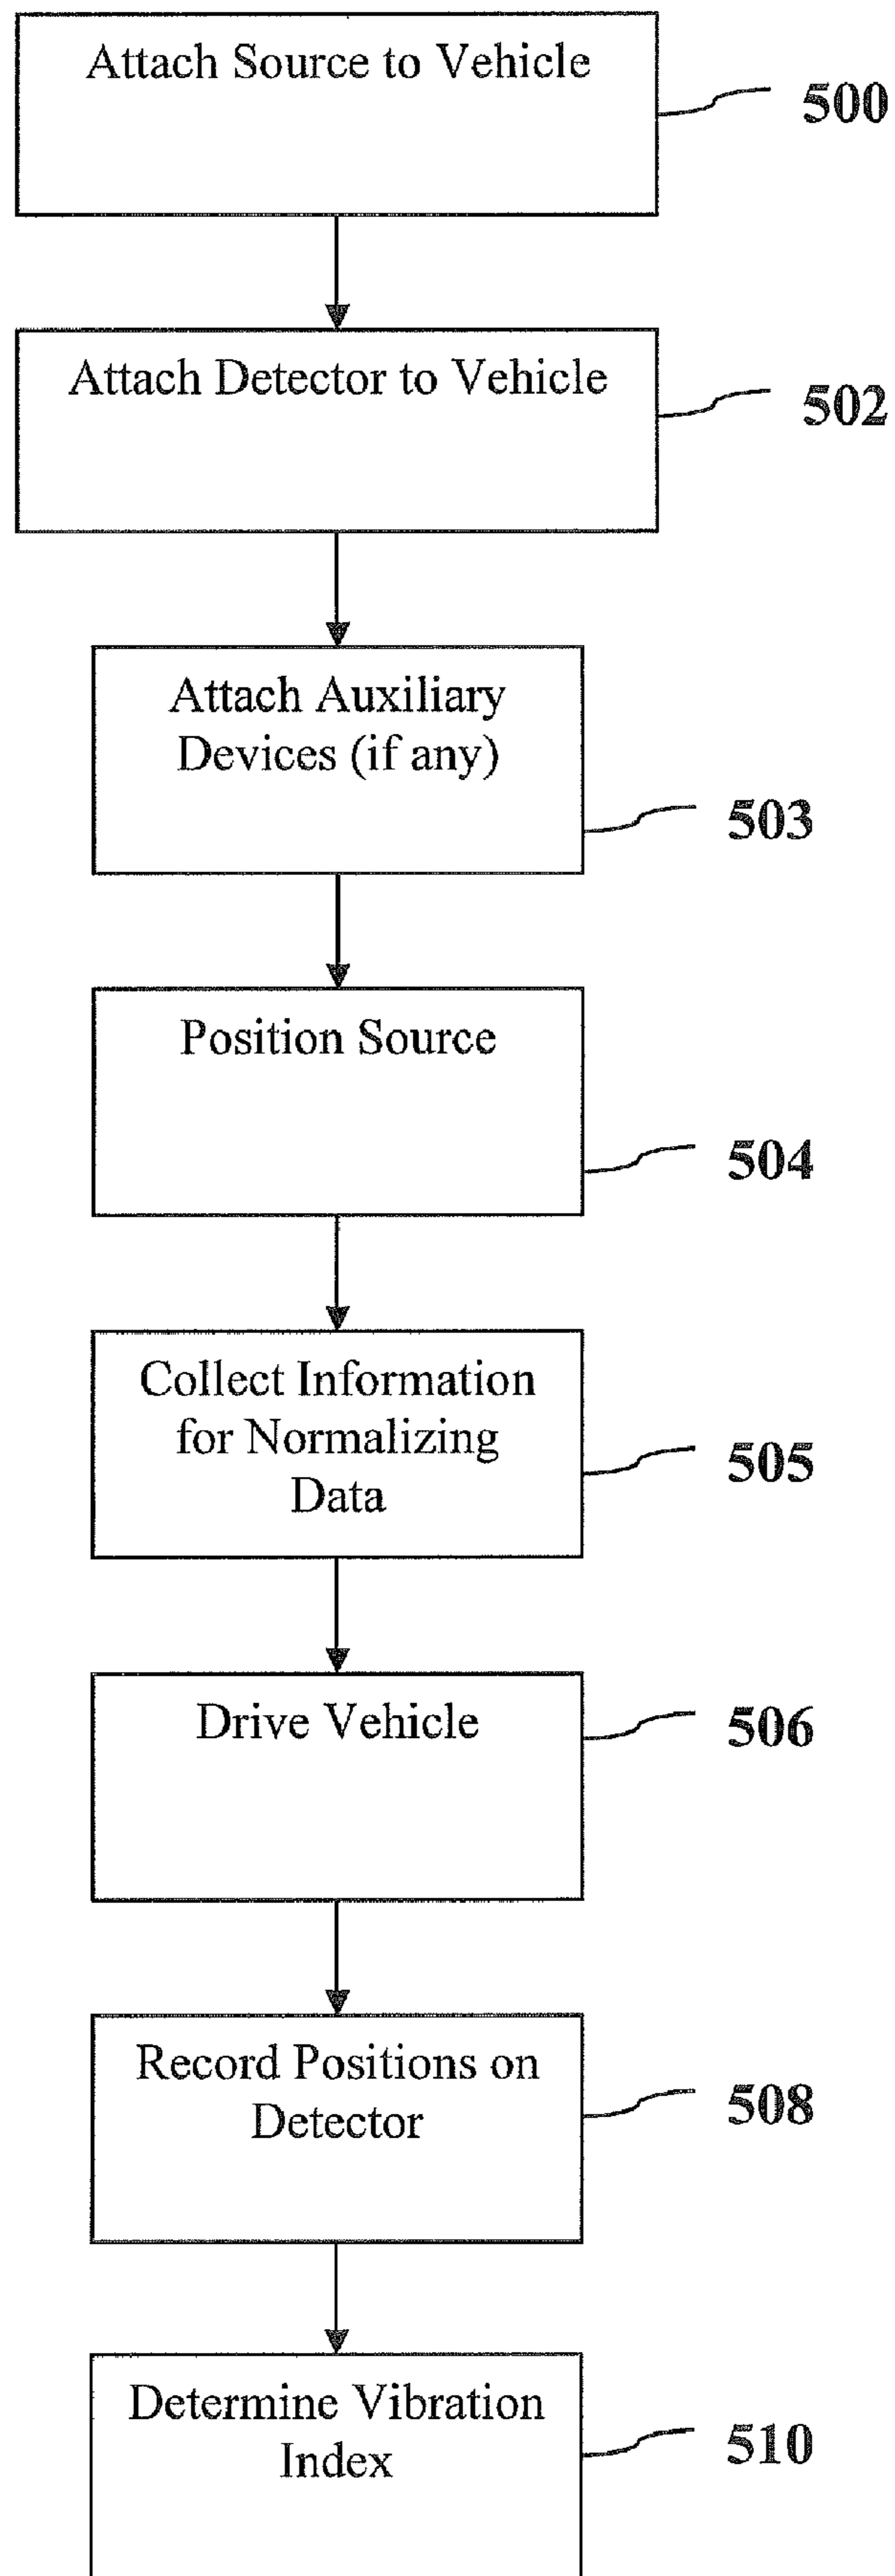 Attach Source to Vehicle
500
Attach Detector to Vehicle
502
Attach Auxiliary
Devices (if any)
503
Position Source
504
Collect Information
for Normalizing
Data
505
Drive Vehicle
506
Record Positions on
Detector
508
Determine Vibration
Index
510